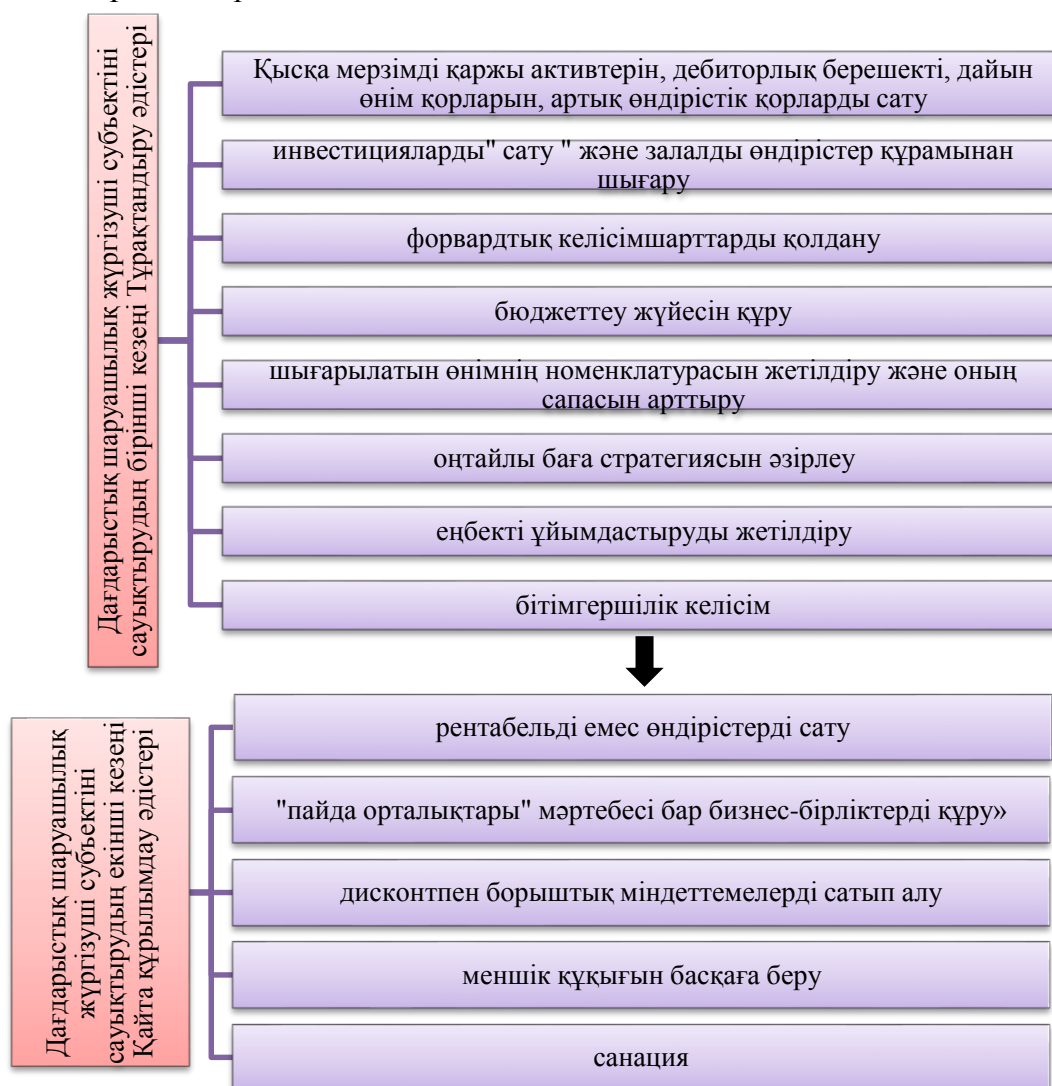 Дағдарыстық шаруашылық жүргізуші субъектіні
сауықтырудың бірінші кезеңі Тұрақтандыру әдістері
Қысқа мерзімді қаржы активтерін, дебиторлық берешекті, дайын
өнім қорларын, артық өндірістік қорларды сату
инвестицияларды" сату " және залалды өндірістер құрамынан
шығару
форвардтық келісімшарттарды қолдану
бюджеттеу жүйесін құру
шығарылатын өнімнің номенклатурасын жетілдіру және оның
сапасын арттыру
оңтайлы баға стратегиясын әзірлеу
еңбекті ұйымдастыруды жетілдіру
бітімгершілік келісім
Дағдарыстық шаруашылық
жүргізуші субъектіні
сауықтырудың екінші кезеңі
Қайта құрылымдау әдістері
рентабельді емес өндірістерді сату
"пайда орталықтары" мәртебесі бар бизнес-бірліктерді құру»
дисконтпен борыштық міндеттемелерді сатып алу
меншік құқығын басқаға беру
санация